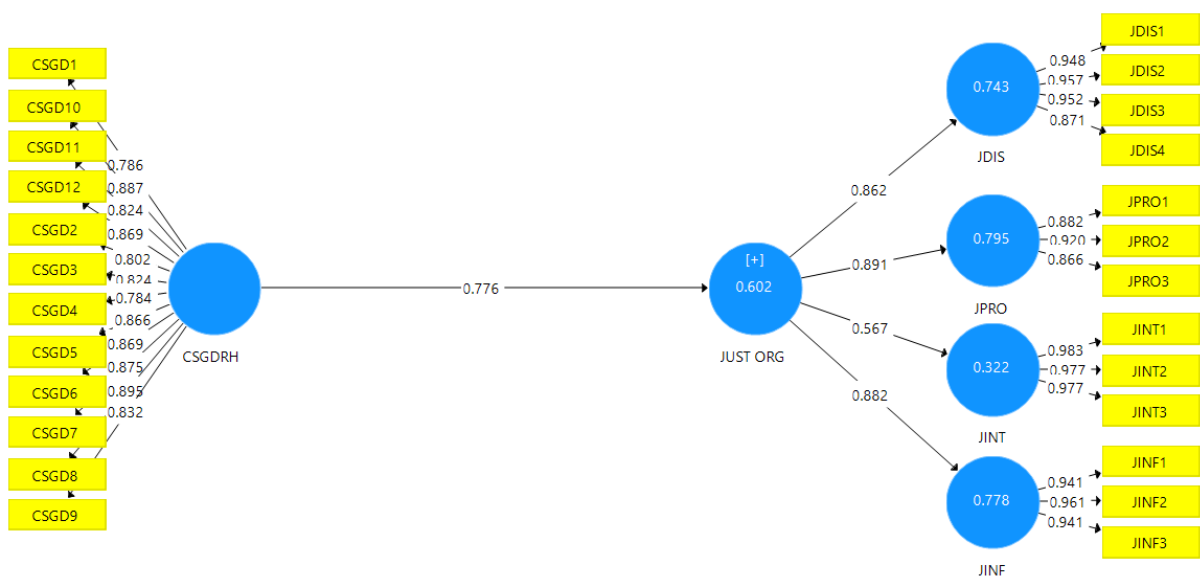 CSGD1
CSGD10
CSGD11
CSGD12
CSGD2
CSGD3
CSGD4
CSGD5
CSGD6
CSGD7
CSGD8
CSGD9
0.786
0.887
0.824
0.869
0.802
0.824
0.784
0.866
0.869
0.875
0.895
0.832
CSGDRH
0.776
[+]
0.602
JUST ORG
0.862
0.891
0.567
0.882
0.743
JDIS
0.948
0.957
0.952
0.871
JDIS1
JDIS2
JDIS3
JDIS4
0.795
JPRO
0.882
0.920
0.866
JPRO1
JPRO2
JPRO3
0.322
JINT
0.983
0.977
0.977
JINT1
JINT2
JINT3
0.778
JINF
0.941
0.961
0.941
JINF1
JINF2
JINF3